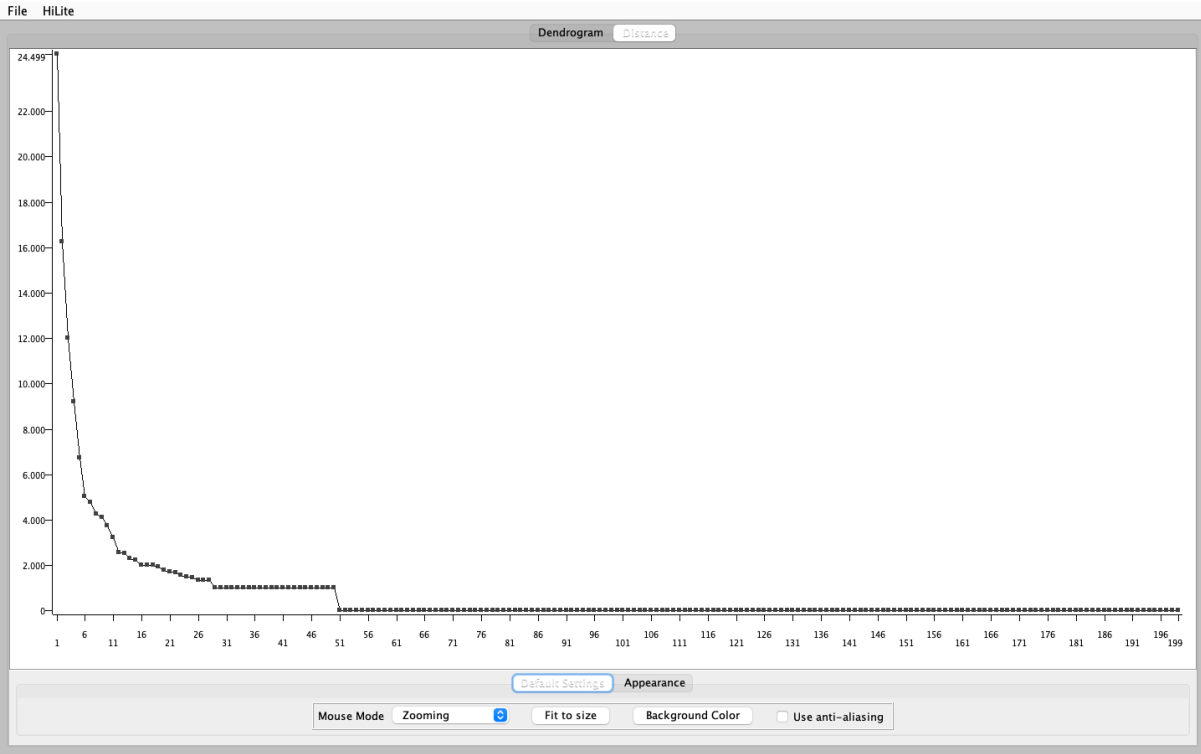 File HiLite
Dendrogram Distance
24.499
22.000
20.000
18.000
16.000
14.000
12.000
10.000
8.000
6.000
4.000
2.000
0
6 16 26 36 46 56 66 76 86 96 106 116 126 136 146 156 166 176 186 196
1 11 21 31 41 51 61 71 81 91 101 111 121 131 141 151 161 171 181 191 199
Default Settings Appearance
Mouse Mode Zooming Fit to size Background Color Use anti-aliasing